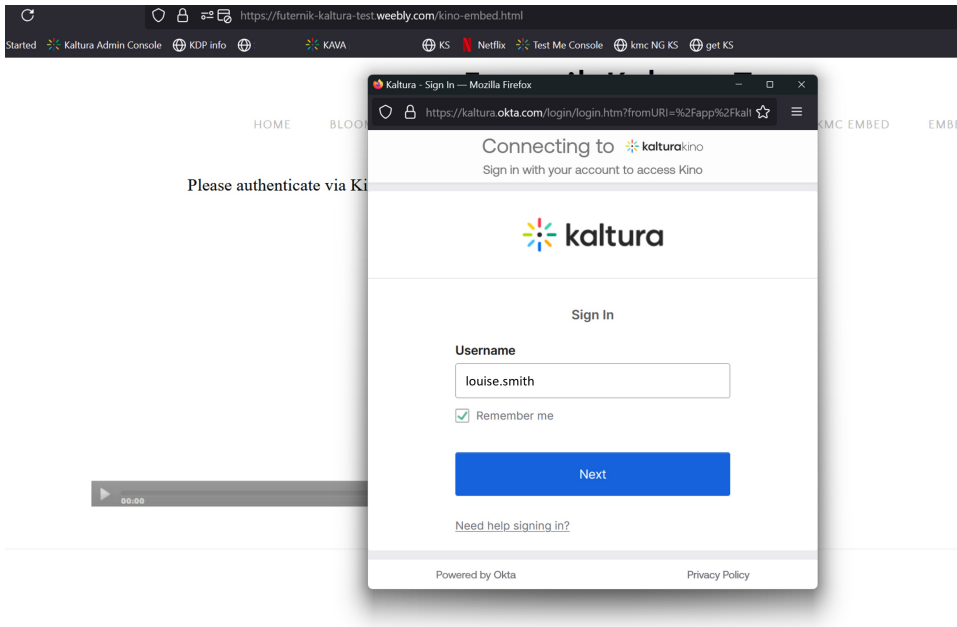 https://futernik-kaltura-test.weebly.com/kino-embed.html
Started Kaltura Admin Console KDP info : KAVA KS Netflix Test Me Console kmc NG KS get KS
Kaltura - Sign In — Mozilla Firefox
https://kaltura.okta.com/login/login.htm?fromURI=%2Fapp%2Fkalt
HOME BLOO KMC EMBED EMBE
Connecting to kalturakino
Sign in with your account to access Kino
Please authenticate via Ki
kaltura
Sign In
Username
louise.smith
Remember me
Next
00:00
Need help signing in?
Powered by Okta Privacy Policy